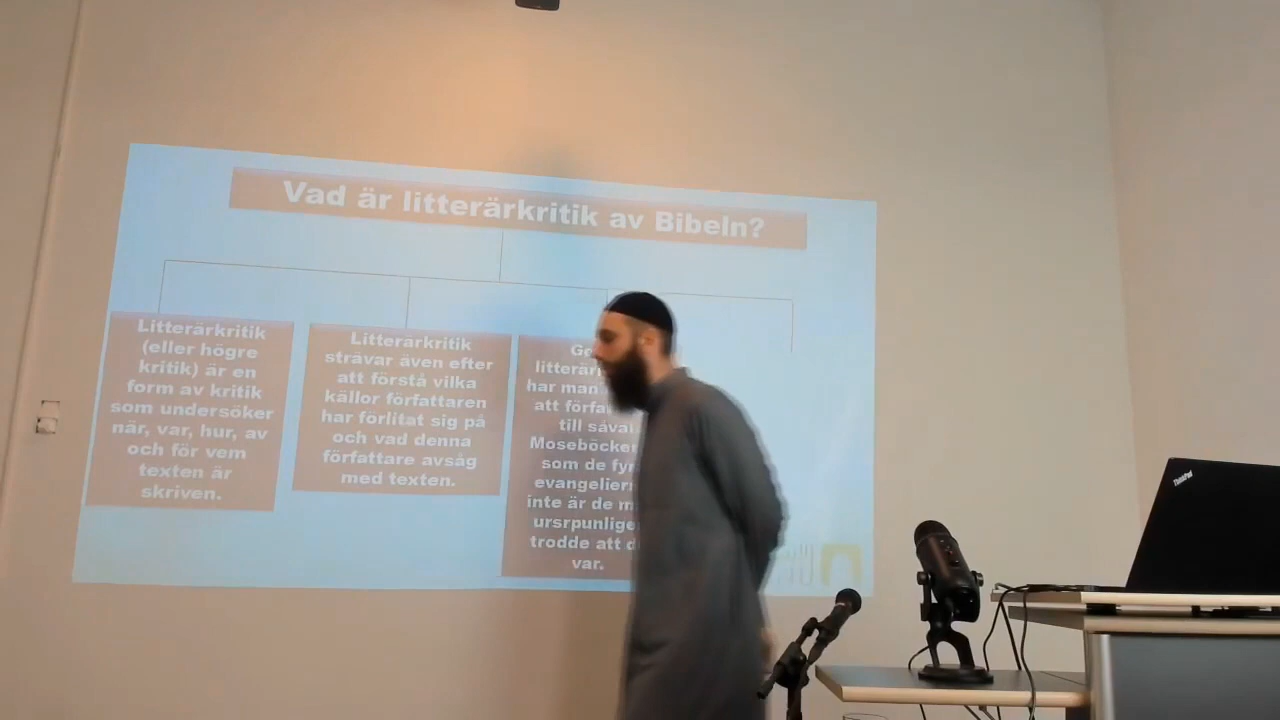 Vad är litterärkritik av Bibeln?
Litterärkritik
(eller högre
kritik) är en
form av kritik
som undersöker
när, var, hur, av
och för vem
texten är
skriven.
Litterärkritik
strävar även efter
att förstå vilka
källor författaren
har förlitat sig på
och vad denna
författare avsåg
med texten.
har man
att förfa
till såvä
Moseböcker
som de fyr
evangeliern
inte är de m
ursrpunlige
trodde att d
var.
ThinkPad